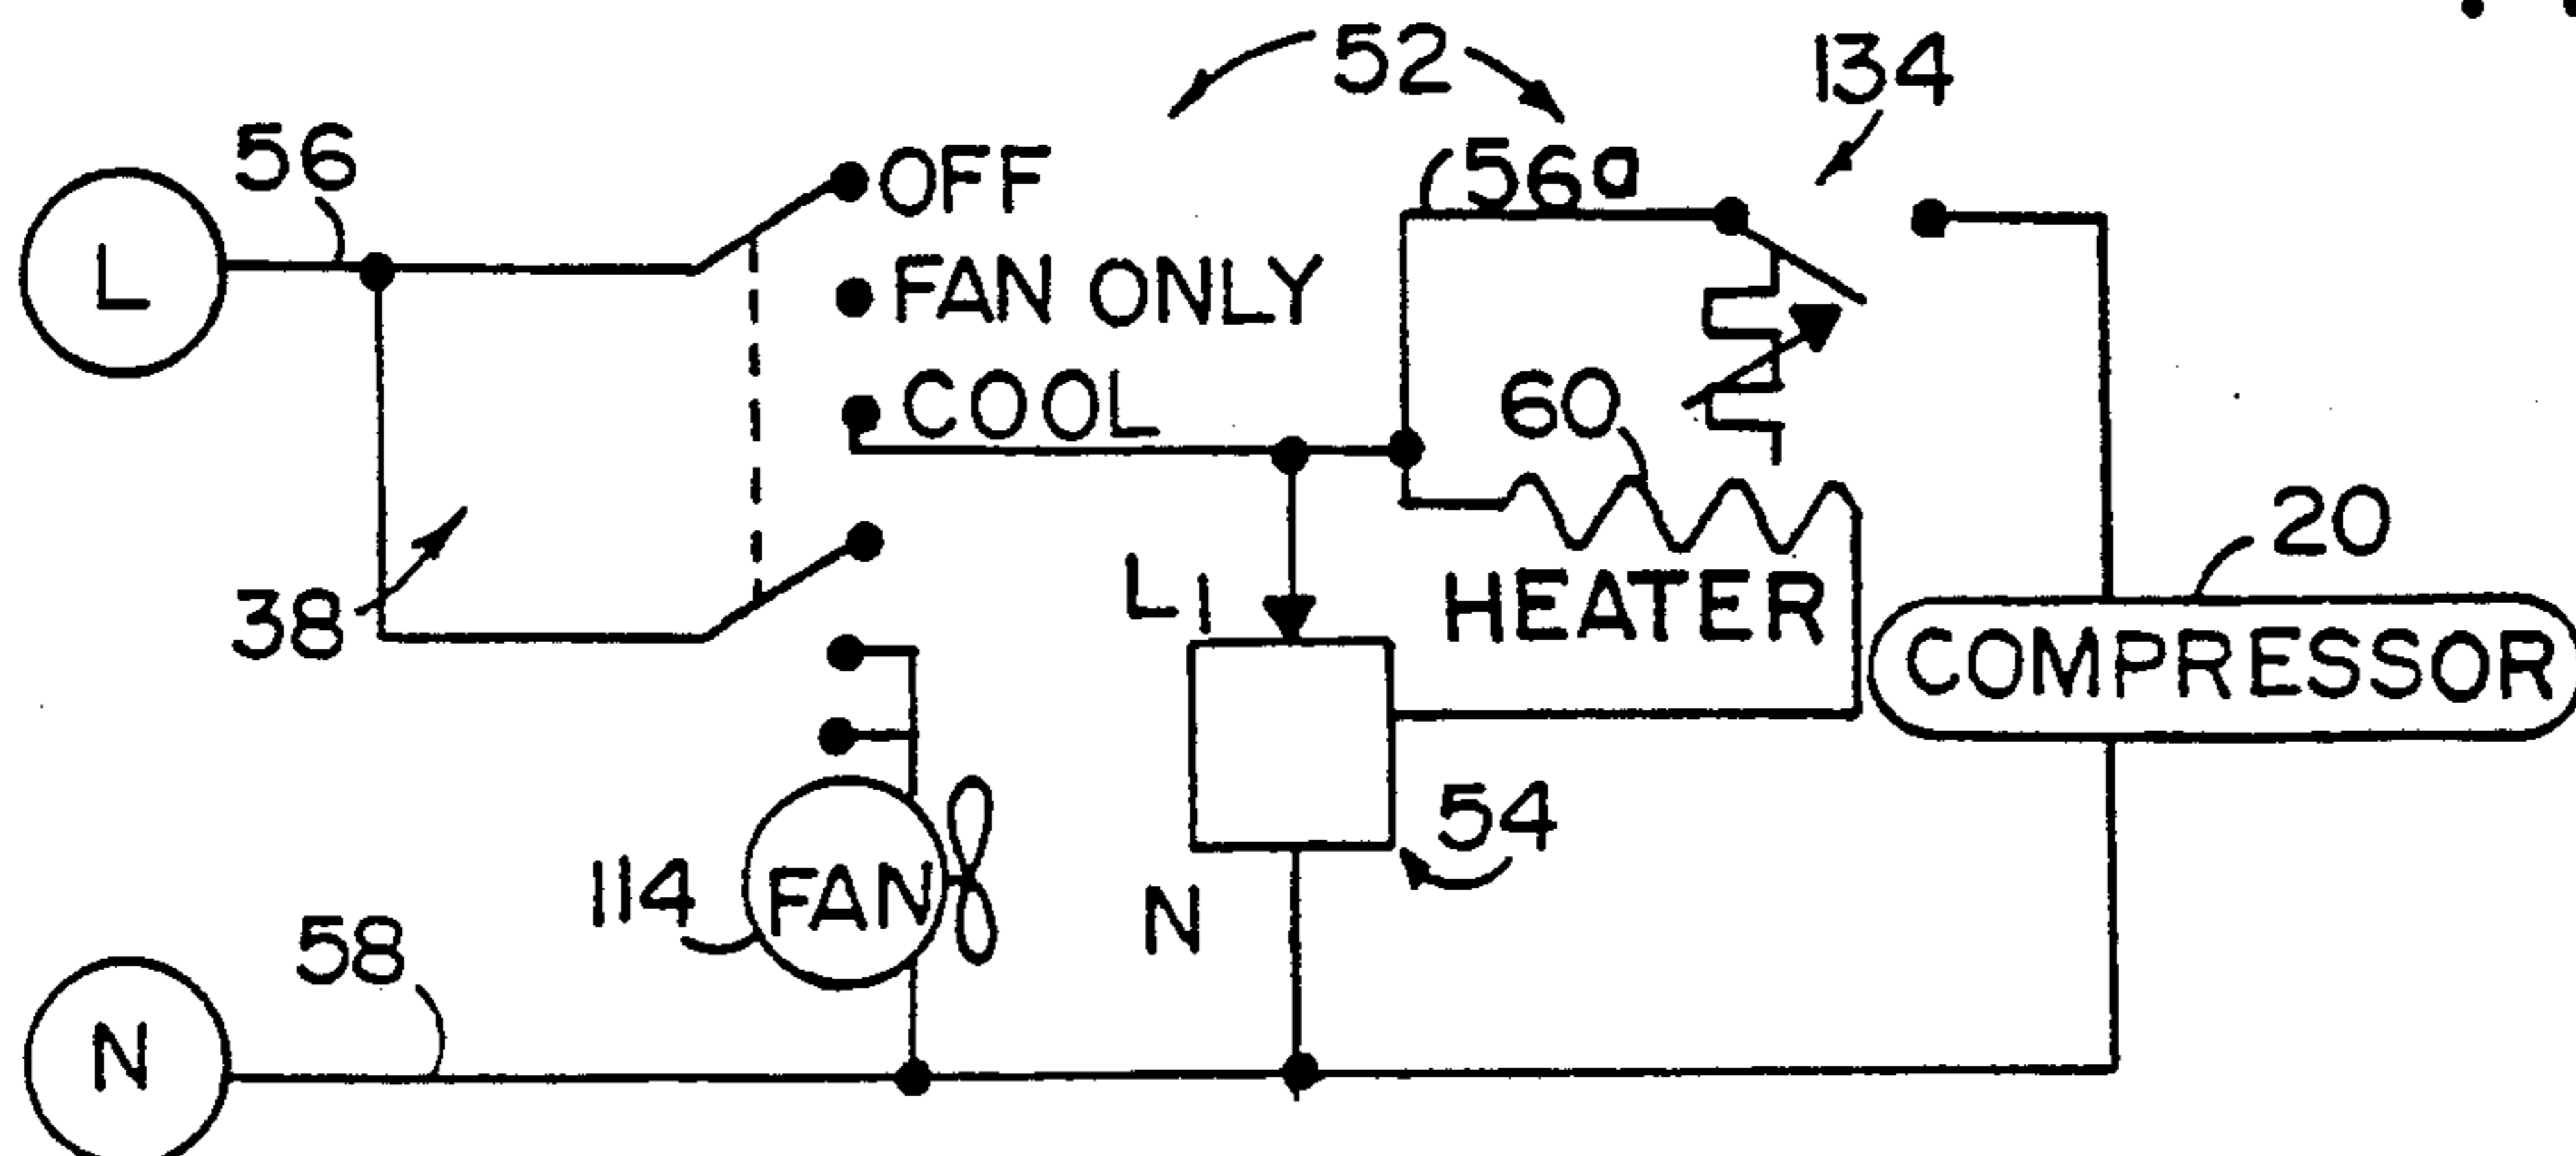 52
134
56
OFF
56a
L
FAN ONLY
COOL
60
20
L1
HEATER
38
COMPRESSOR
54
114
FAN
N
58
N